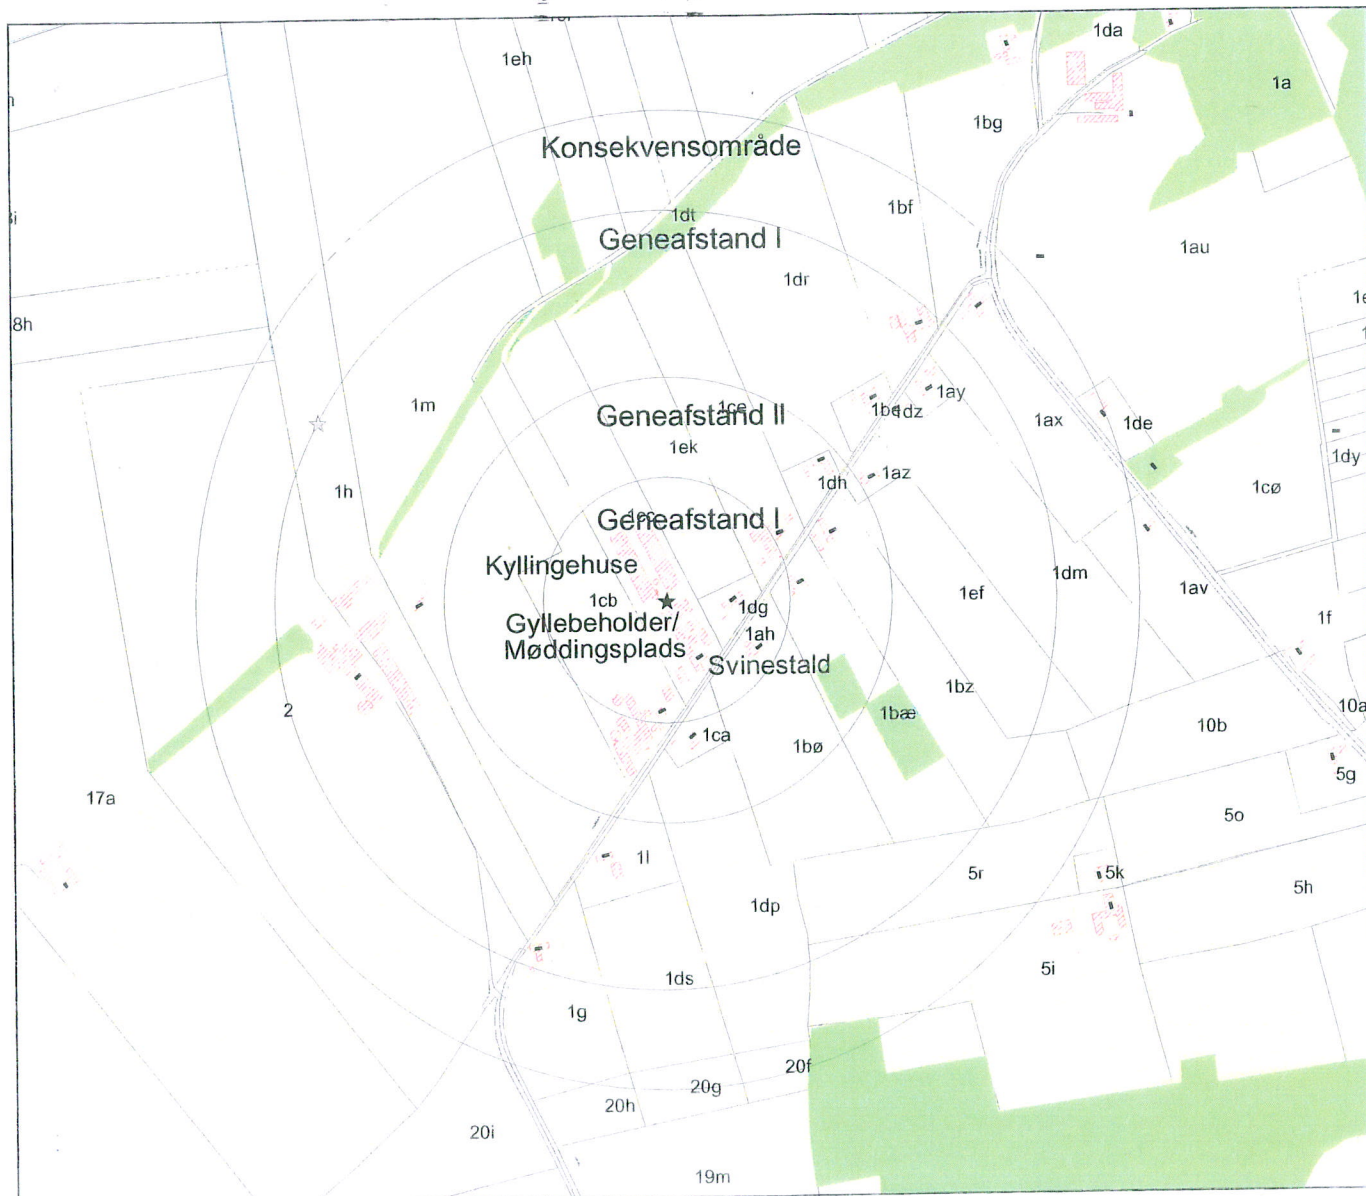 1da
1eh
1a
1bg
Konsekvensområde
1bf
1dt
Geneafstand I
1au
1dr
8h
1m
1ce
Geneafstand II
1dz
1ay
1ax
1de
1ek
1dy
1dh
1az
1h
1cø
Geneafstand I
Kyllingehuse
1cb
1dg
1ef
1dm
1av
Gyllebeholder/
Møddingsplads
1ah
1f
Svinestald
1bz
2
1bæ
10b
10a
1ca
1bø
5g
17a
5o
1l
5r
5k
5h
1dp
5i
1ds
1g
20f
20g
20h
20i
19m